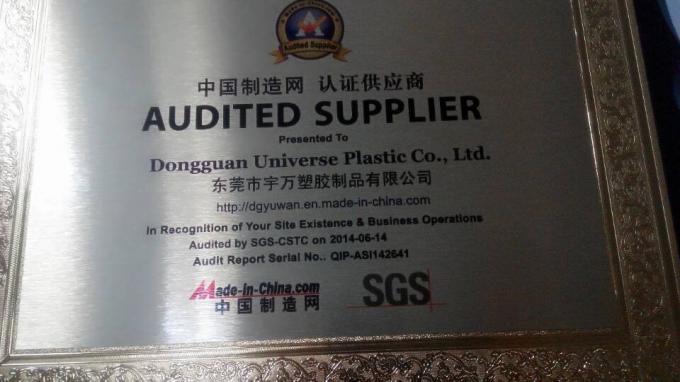 Audited Supplier
中国制造网 认证供应商
AUDITED SUPPLIER
Presented To
Dongguan Universe Plastic Co., Ltd.
东莞市宇万塑胶制品有限公司
http://dgyuwan.en.made-in-china.com
In Recognition of Your Site Existence & Business Operations
Audited by SGS-CSTC on 2014-06-14
Audit Report Serial No.. QIP-ASI142641
Made-in-China.com
中国制造网
SGS